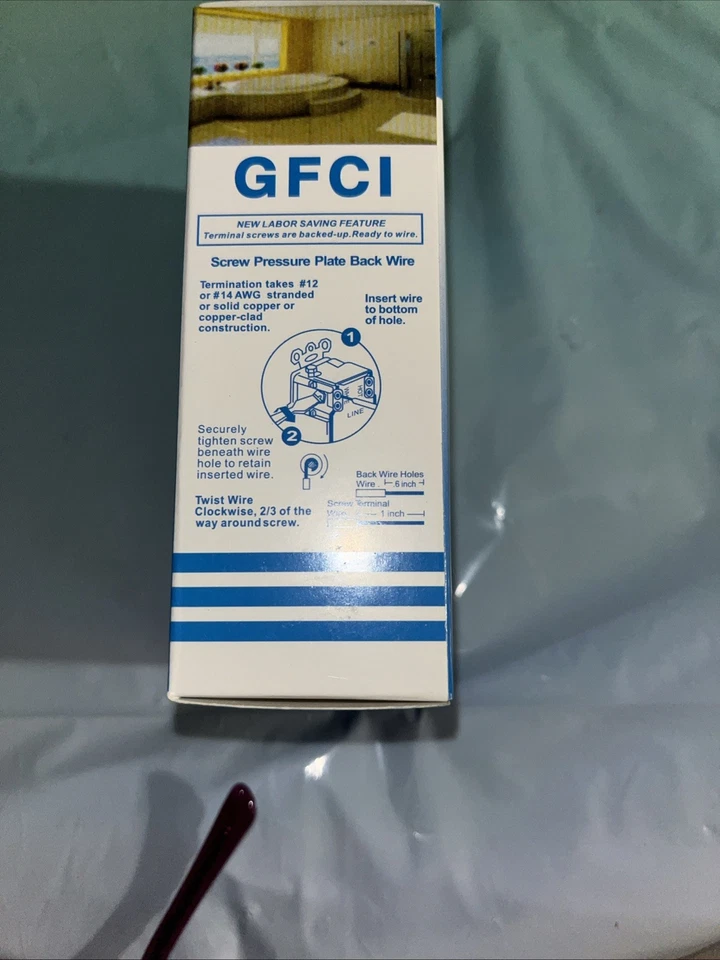 GFCI
NEW LABOR SAVING FEATURE
Terminal screws are backed-up.Ready to wire.
Screw Pressure Plate Back Wire
Termination takes #12
or #14 AWG stranded
or solid copper or
copper-clad
construction.
Insert wire
to bottom
of hole.
1
HOT
LINE
2
Securely
tighten screw
beneath wire
hole to retain
inserted wire.
Back Wire Holes
Wire .6 inch
Twist Wire
Clockwise, 2/3 of the
way around screw.
Screw Terminal
Wire 1 inch